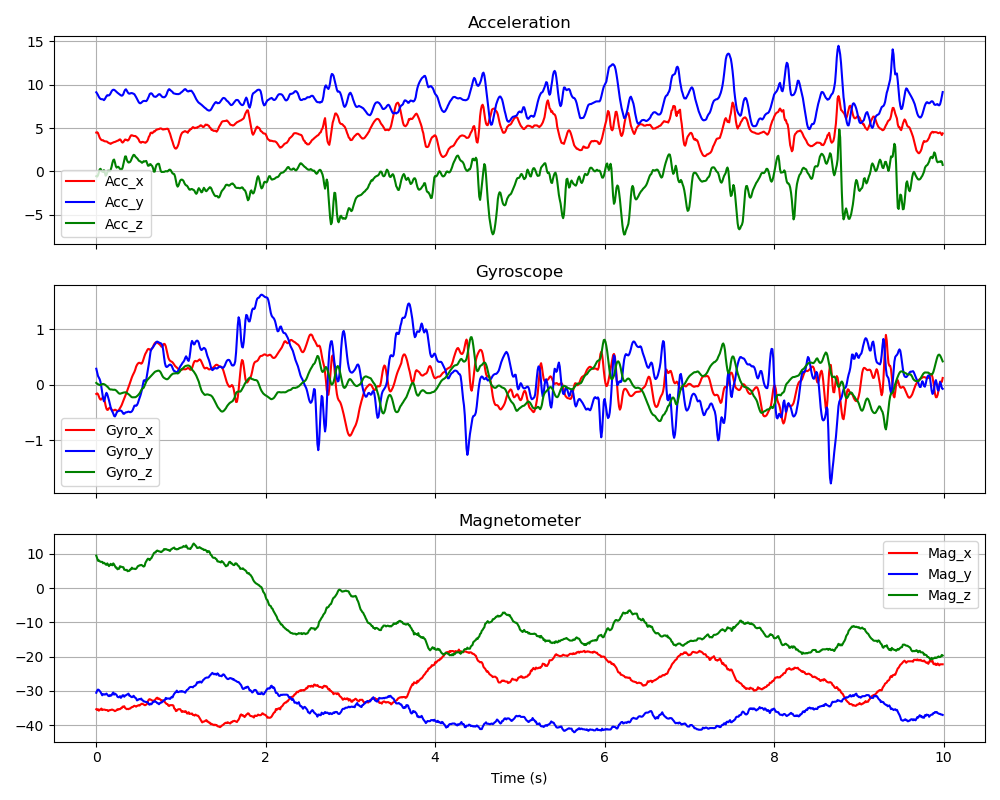 Acceleration
15
10
5
0
−5
Acc_x
Acc_y
Acc_z
Gyroscope
1
0
−1
Gyro_x
Gyro_y
Gyro_z
Magnetometer
10
0
−10
−20
−30
−40
Mag_x
Mag_y
Mag_z
0 2 4 6 8 10
Time (s)